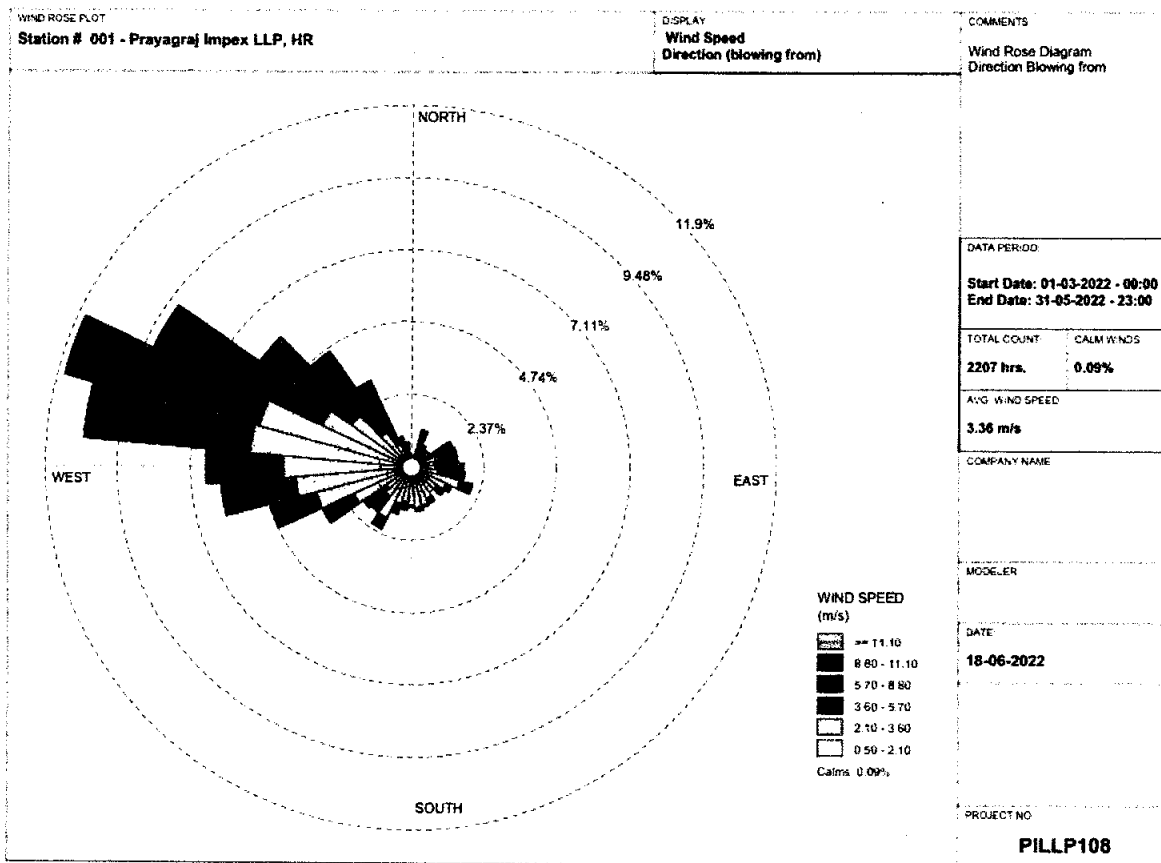 WIND ROSE PLOT
Station # 001 - Prayagraj Impex LLP, HR
DISPLAY
Wind Speed
Direction (blowing from)
COMMENTS
Wind Rose Diagram
Direction Blowing from
NORTH
11.9%
9.48%
7.11%
4.74%
2.37%
WEST
EAST
SOUTH
WIND SPEED
(m/s)
>= 11.10
8.80 - 11.10
5.70 - 8.80
3.60 - 5.70
2.10 - 3.60
0.50 - 2.10
Calms 0.09%
DATA PERIOD:
Start Date: 01-03-2022 - 00:00
End Date: 31-05-2022 - 23:00
TOTAL COUNT:
CALM WINDS
2207 hrs.
0.09%
AVG. WIND SPEED
3.36 m/s
COMPANY NAME
MODELER
DATE
18-06-2022
PROJECT NO
PILLP108